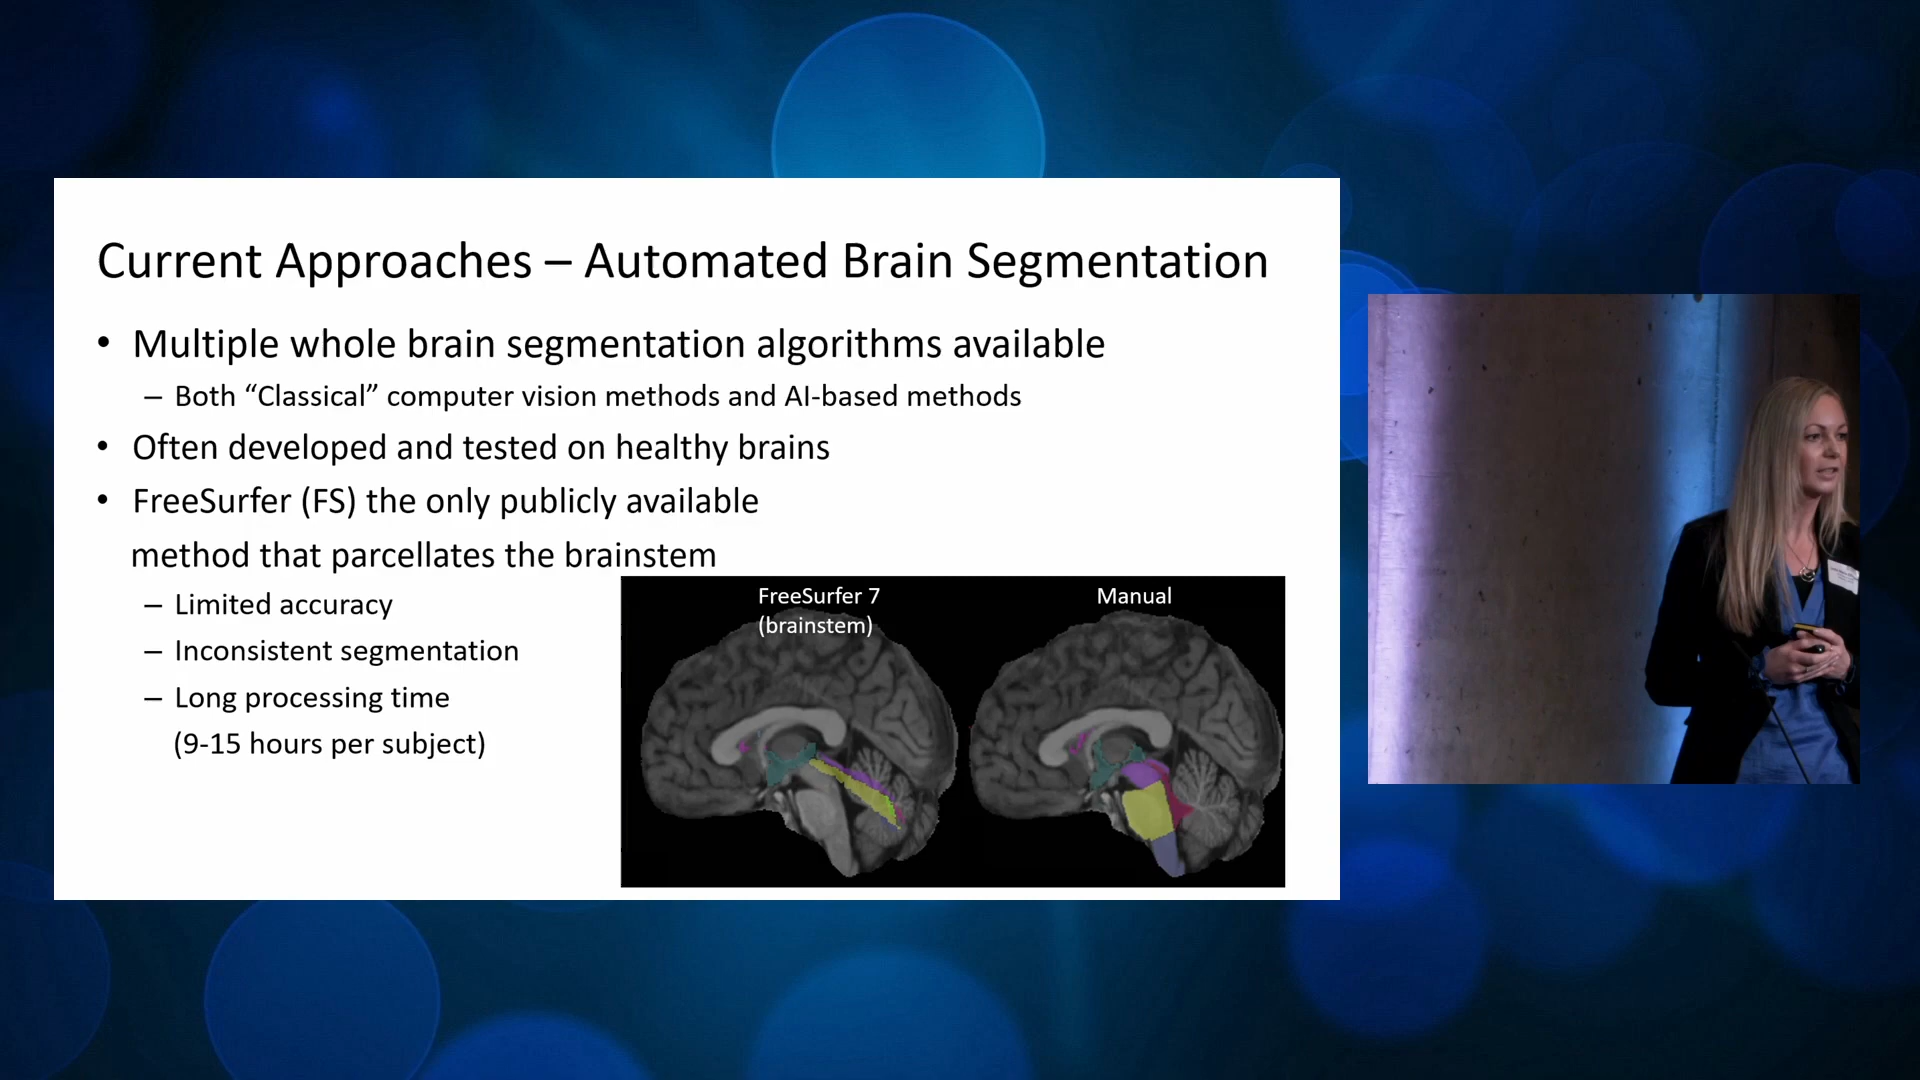 Current Approaches – Automated Brain Segmentation
• Multiple whole brain segmentation algorithms available
– Both “Classical” computer vision methods and AI-based methods
• Often developed and tested on healthy brains
• FreeSurfer (FS) the only publicly available
method that parcellates the brainstem
– Limited accuracy
– Inconsistent segmentation
– Long processing time
(9-15 hours per subject)
FreeSurfer 7
(brainstem)
Manual